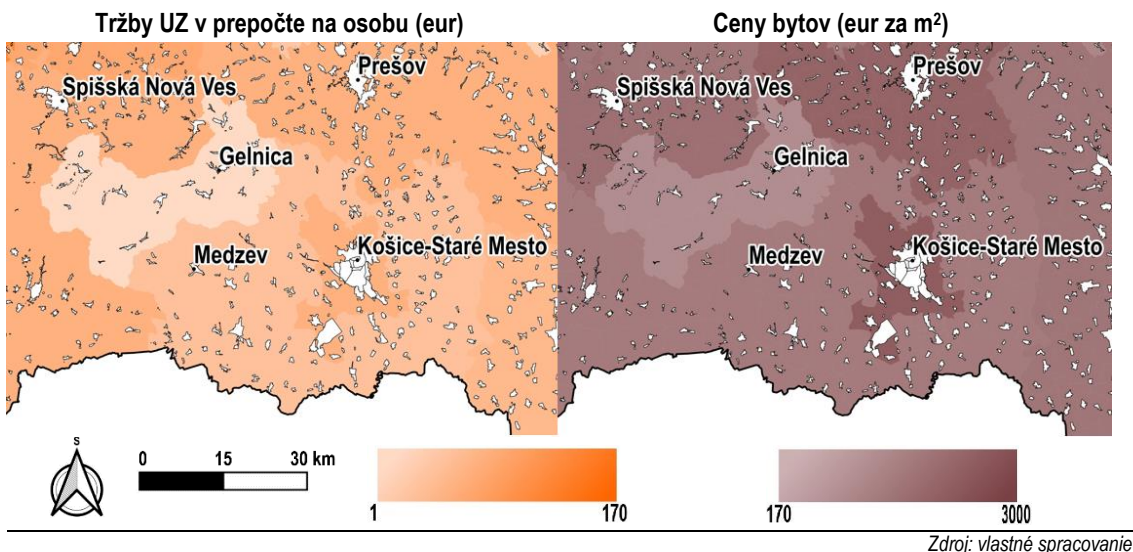 Tržby UZ v prepočte na osobu (eur)
Ceny bytov (eur za m²)
Prešov
Spišská Nová Ves
Gelnica
Medzev
Košice-Staré Mesto
Prešov
Spišská Nová Ves
Gelnica
Medzev
Košice-Staré Mesto
S
0 15 30 km
1 170
170 3000
Zdroj: vlastné spracovanie